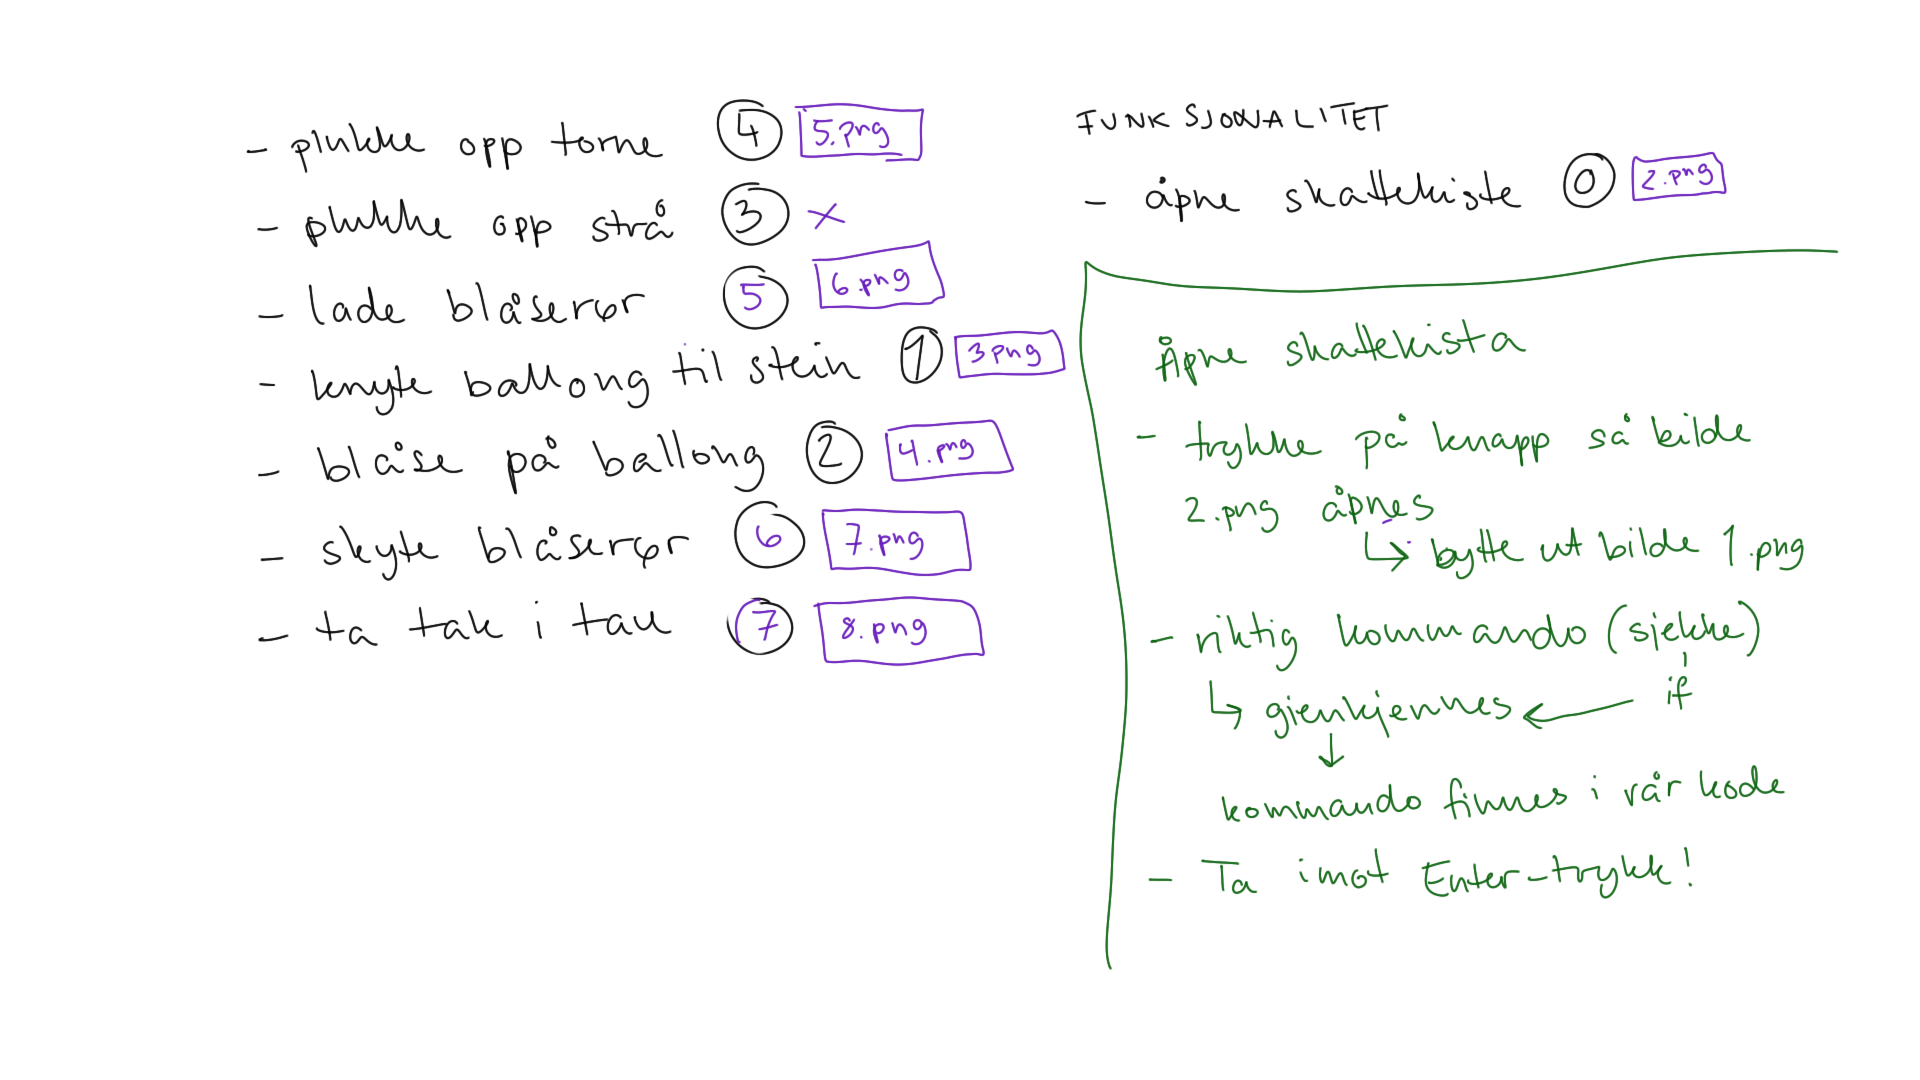 - plukke opp torne 4 5.png
- plukke opp strå 3 x
- lade blåserør 5 6.png
- knyte ballong til stein 1 3png
- blåse på ballong 2 4.png
- skyte blåserør 6 7.png
- ta tak i tau 7 8.png
FUNKSJONALITET
- åpne skattekiste 0 2.png
Åpne skattekista
- trykke på knapp så bilde
2.png åpnes
↳ bytte ut bilde 1.png
- riktig kommando (sjekke)
if
↳ gjenkjennes ←
↓
kommando finnes i vår kode
- Ta imot Enter-trykk!